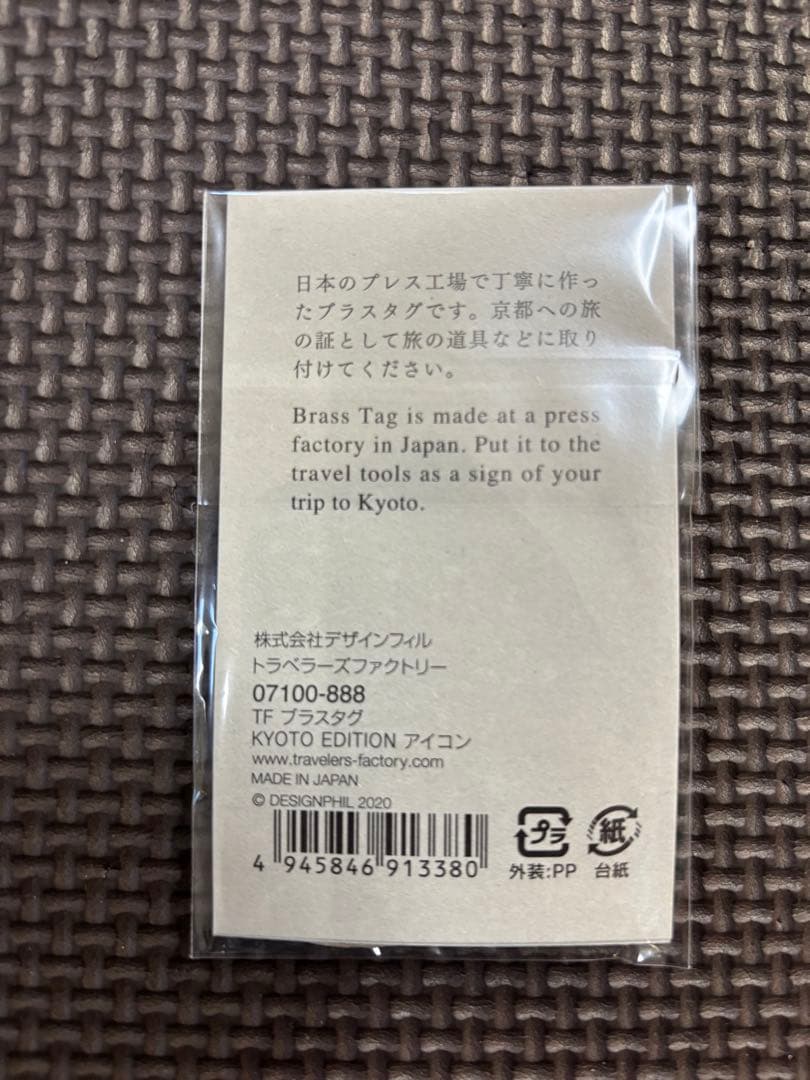 日本のプレス工場で丁寧に作っ
たブラスタグです。京都への旅
の証として旅の道具などに取り
付けてください。
Brass Tag is made at a press
factory in Japan. Put it to the
travel tools as a sign of your
trip to Kyoto.
株式会社デザインフィル
トラベラーズファクトリー
07100-888
TF ブラスタグ
KYOTO EDITION アイコン
www.travelers-factory.com
MADE IN JAPAN
© DESIGNPHIL 2020
4 945846 913380
プラ 紙
外装:PP 台紙